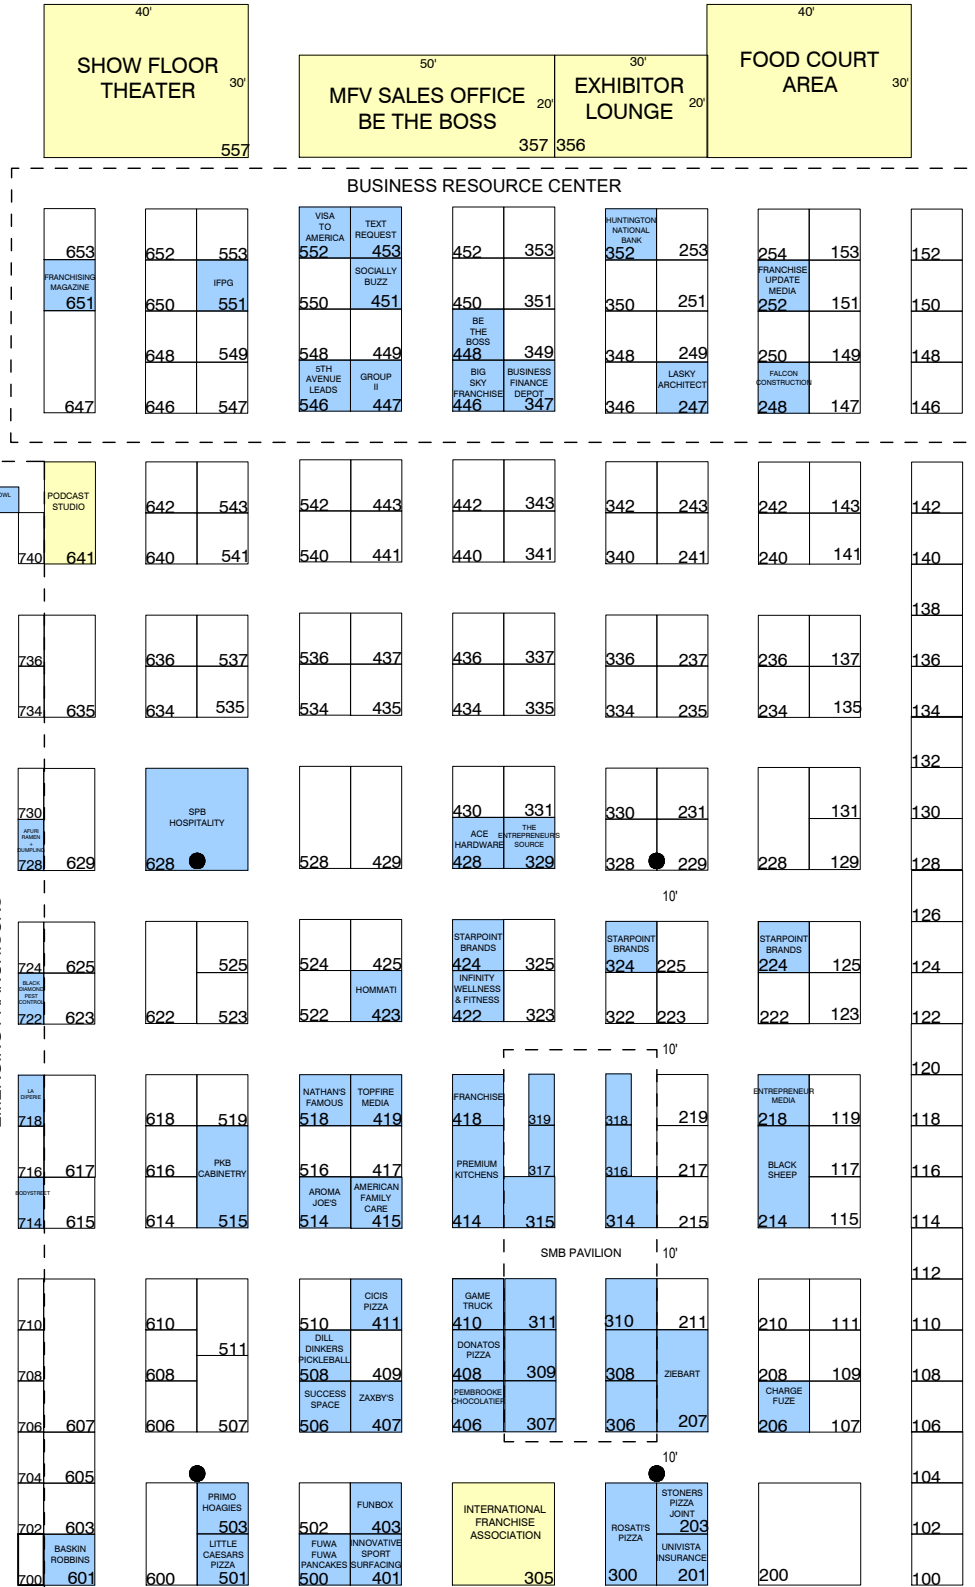 40'
SHOW FLOOR
THEATER
30'
557
50'
MFV SALES OFFICE
BE THE BOSS
20'
357
30'
EXHIBITOR
LOUNGE
20'
356
40'
FOOD COURT
AREA
30'
BUSINESS RESOURCE CENTER
653
652 553
VISA
TO
AMERICA
552
TEXT
REQUEST
453
452 353
HUNTINGTON
NATIONAL
BANK
352
253
254 153
152
FRANCHISING
MAGAZINE
651
650
IFPG
551
550
SOCIALLY
BUZZ
451
450 351
350 251
FRANCHISE
UPDATE
MEDIA
252
151
150
648 549
548 449
BE
THE
BOSS
448
349
348 249
250 149
148
647
646 547
5TH
AVENUE
LEADS
546
GROUP
II
447
BIG
SKY
FRANCHISE
446
BUSINESS
FINANCE
DEPOT
347
346
LASKY
ARCHITECT
247
FALCON
CONSTRUCTION
248
147
146
PODCAST
STUDIO
641
642 543
542 443
442 343
342 243
242 143
142
740
640 541
540 441
440 341
340 241
240 141
140
138
736
636 537
536 437
436 337
336 237
236 137
136
734 635
634 535
534 435
434 335
334 235
234 135
134
132
730
SPB
HOSPITALITY
628
430 331
330 231
131
130
AFURI
RAMEN
+
DUMPLING
728
629
528 429
ACE
HARDWARE
428
THE
ENTREPRENEUR'S
SOURCE
329
328 229
228 129
128
10'
126
724 625
525
524 425
STARPOINT
BRANDS
424
325
STARPOINT
BRANDS
324
225
STARPOINT
BRANDS
224
125
124
BLACK
DIAMOND
PEST
CONTROL
722
623
622 523
522
HOMMATI
423
INFINITY
WELLNESS
& FITNESS
422
323
322 223
222 123
122
10'
120
LA
DIPERIE
718
618 519
NATHAN'S
FAMOUS
518
TOPFIRE
MEDIA
419
FRANCHISE
418
319
318
219
ENTREPRENEUR
MEDIA
218
119
118
716 617
616
PKB
CABINETRY
515
516 417
PREMIUM
KITCHENS
414
317
316
217
BLACK
SHEEP
214
117
116
BODYSTREET
714
615
614
AROMA
JOE'S
514
AMERICAN
FAMILY
CARE
415
315
314
215
115
114
SMB PAVILION
10'
112
710
610
510
CICIS
PIZZA
411
GAME
TRUCK
410
311
310
211
210 111
110
708
608
511
DILL
DINKERS
PICKLEBALL
508
409
DONATOS
PIZZA
408
309
308
ZIEBART
207
208 109
108
706 607
606 507
SUCCESS
SPACE
506
ZAXBY'S
407
PEMBROOKE
CHOCOLATIER
406
307
306
CHARGE
FUZE
206
107
106
704 605
10'
104
702 603
PRIMO
HOAGIES
503
502
FUNBOX
403
INTERNATIONAL
FRANCHISE
ASSOCIATION
305
ROSATI'S
PIZZA
300
STONERS
PIZZA
JOINT
203
102
700
BASKIN
ROBBINS
601
600
LITTLE
CAESARS
PIZZA
501
FUWA
FUWA
PANCAKES
500
INNOVATIVE
SPORT
SURFACING
401
UNIVISTA
INSURANCE
201
200
100